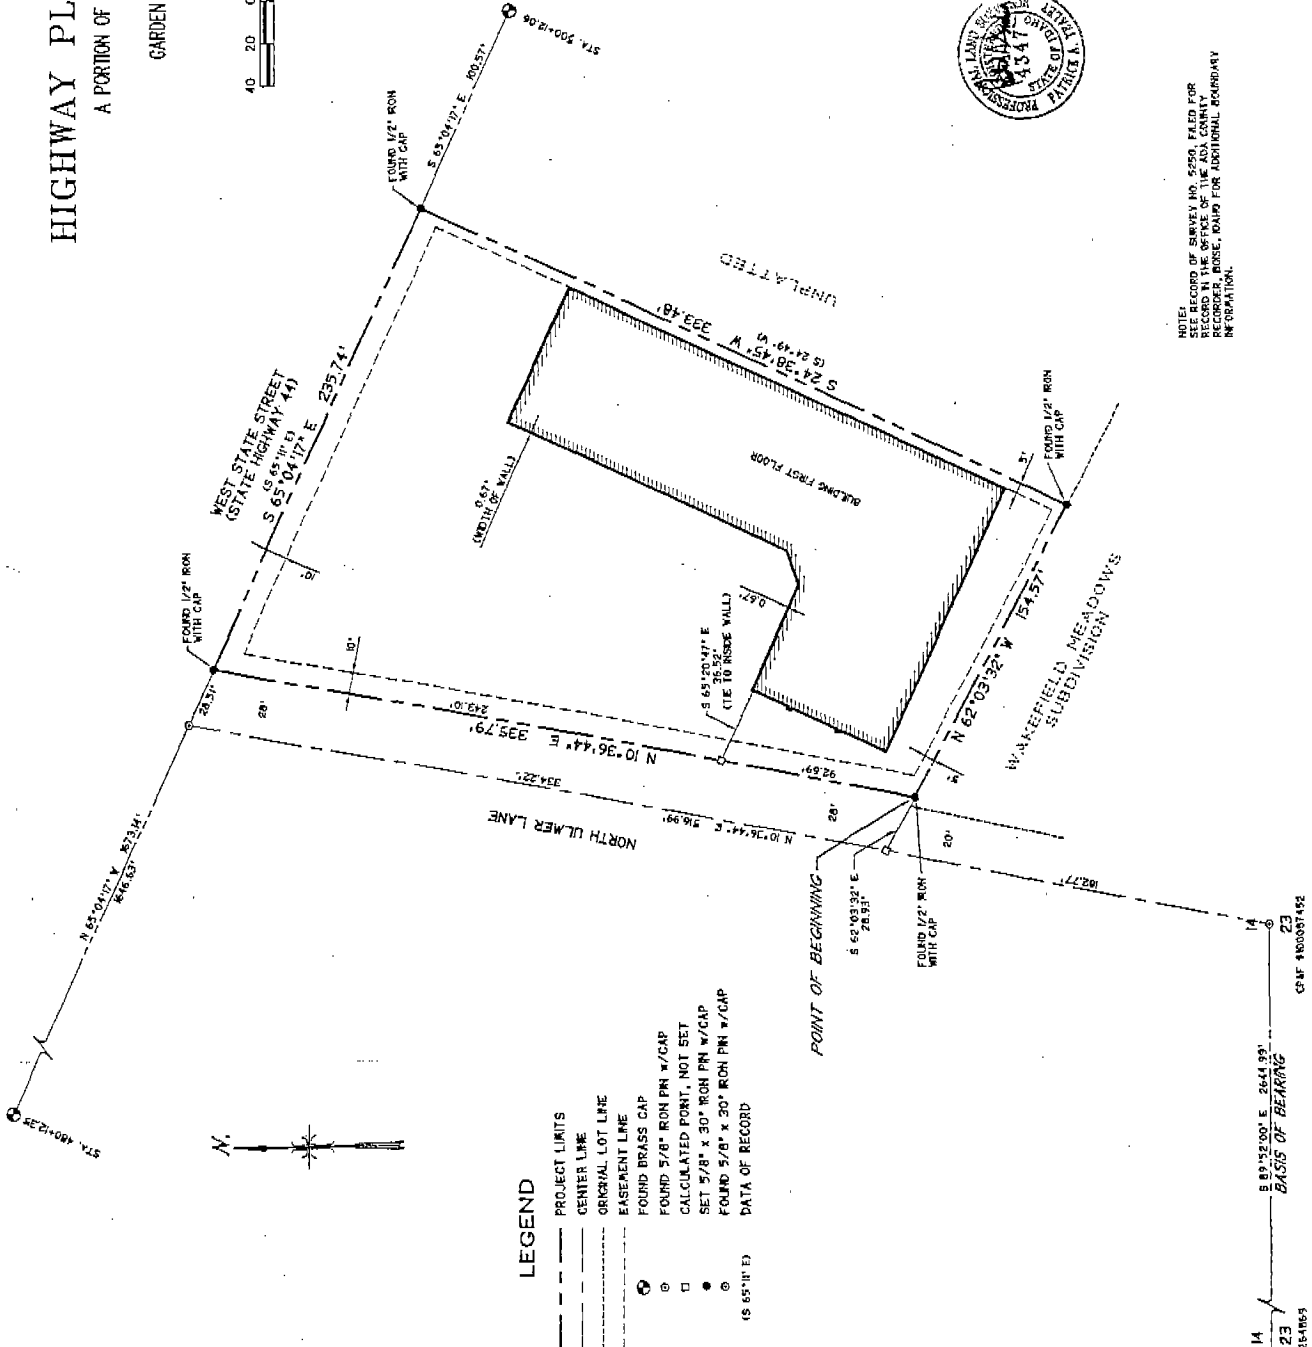 HIGHWAY PL
A PORTION OF
GARDEN
40
20
0
STA. 500+12.06
S 65°04'17" E 100.57'
FOUND 1/2" IRON
WITH CAP
WEST STATE STREET
(STATE HIGHWAY 44)
(S 65°11' E)
S 65°04'17" E 235.74'
FOUND 1/2" IRON
WITH CAP
10'
10'
28.51'
28'
N 65°04'17" W 1673.14'
1646.63'
STA. 480+12.35
N.
UNPLATTED
S 24°38'45" W 333.48'
(S 24°49' W)
0.67'
(WIDTH OF WALL)
BUILDING FIRST FLOOR
0.67'
S 65°20'47" E
36.52'
(TIE TO INSIDE WALL)
243.10'
N 10°36'44" E 335.79'
92.69'
334.22'
N 10°36'44" E 516.99'
NORTH ULMER LANE
28'
20'
5'
5'
FOUND 1/2" IRON
WITH CAP
N 62°03'32" W 154.57'
WAKEFIELD MEADOWS
SUBDIVISION
POINT OF BEGINNING
S 62°03'32" E
28.93'
FOUND 1/2" IRON
WITH CAP
182.77'
14
23
CP&F #100087452
S 89°52'00" E 2644.99'
BASIS OF BEARING
14
23
LEGEND
PROJECT LIMITS
CENTER LINE
ORIGINAL LOT LINE
EASEMENT LINE
FOUND BRASS CAP
FOUND 5/8" IRON PIN w/CAP
CALCULATED POINT, NOT SET
SET 5/8" x 30" IRON PIN w/CAP
FOUND 5/8" x 30" IRON PIN w/CAP
(S 65°11' E) DATA OF RECORD
PROFESSIONAL LAND SURVEYOR
4347
STATE OF IDAHO
NOTE:
SEE RECORD OF SURVEY NO. 5250, FILED FOR
RECORD IN THE OFFICE OF THE ADA COUNTY
RECORDER, BOISE, IDAHO FOR ADDITIONAL BOUNDARY
INFORMATION.